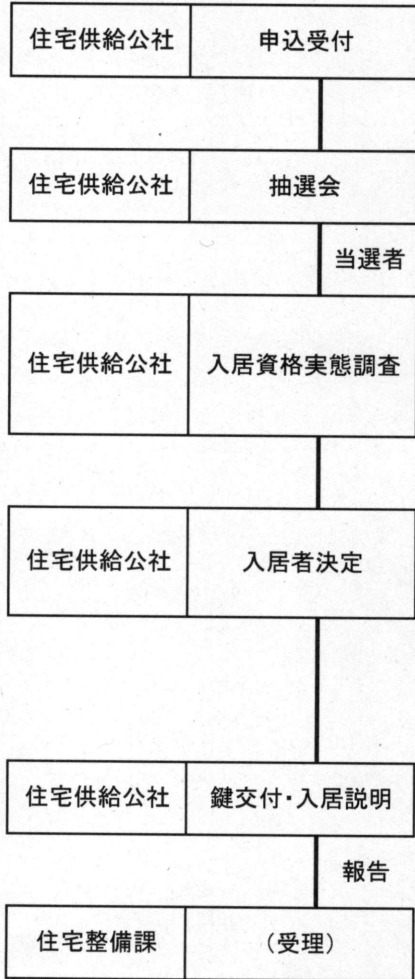 住宅供給公社 申込受付
住宅供給公社 抽選会
当選者
住宅供給公社 入居資格実態調査
住宅供給公社 入居者決定
住宅供給公社 鍵交付・入居説明
報告
住宅整備課 (受理)